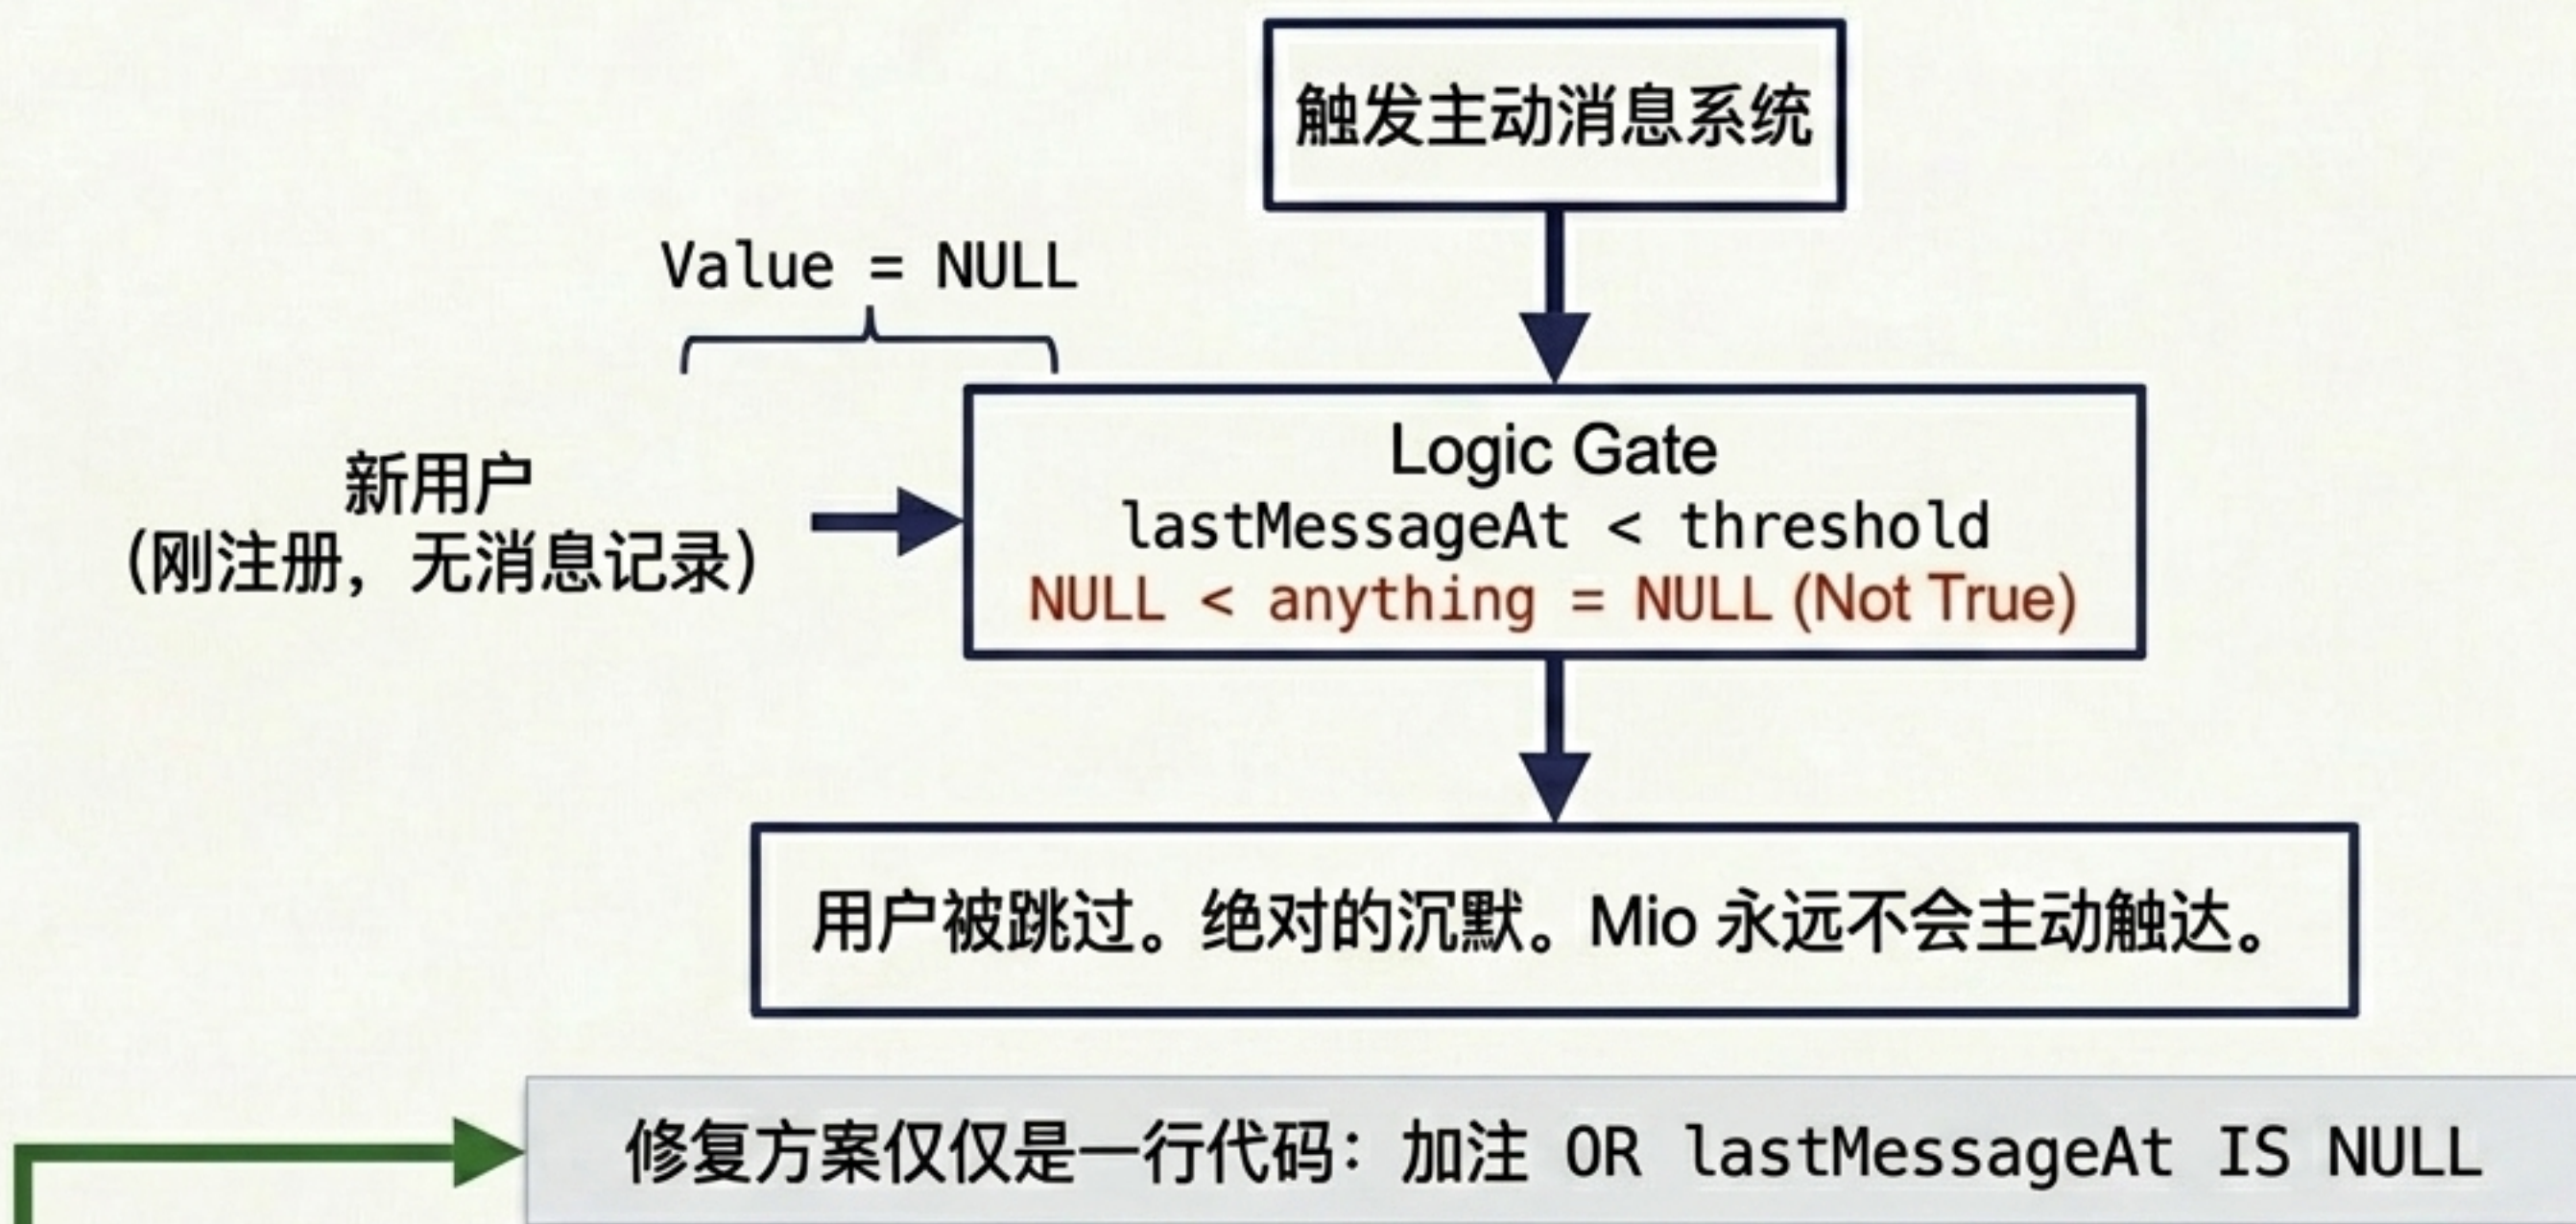 触发主动消息系统
Value = NULL
新用户
（刚注册，无消息记录）
Logic Gate
lastMessageAt < threshold
NULL < anything = NULL (Not True)
用户被跳过。绝对的沉默。Mio 永远不会主动触达。
修复方案仅仅是一行代码：加注 OR lastMessageAt IS NULL